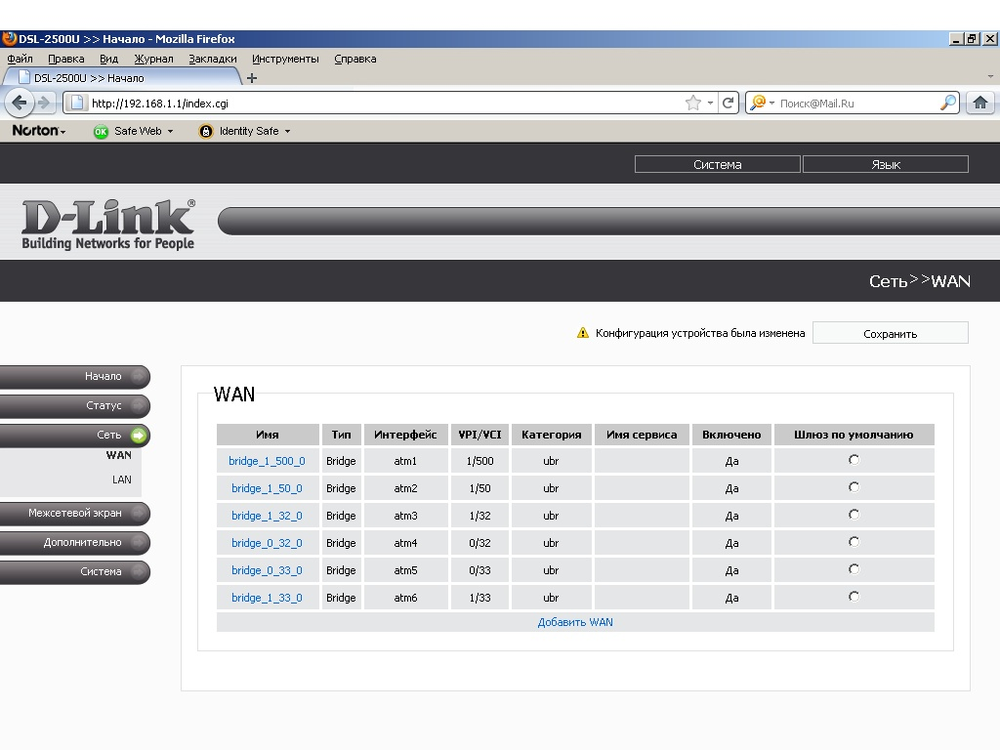 DSL-2500U >> Начало - Mozilla Firefox
Файл Правка Вид Журнал Закладки Инструменты Справка
DSL-2500U >> Начало
http://192.168.1.1/index.cgi Поиск@Mail.Ru
Norton OK Safe Web Identity Safe
Система Язык
D-Link®
Building Networks for People
Сеть>>WAN
Конфигурация устройства была изменена Сохранить
Начало
Статус
Сеть
WAN
LAN
Межсетевой экран
Дополнительно
Система
WAN
Имя Тип Интерфейс VPI/VCI Категория Имя сервиса Включено Шлюз по умолчанию
bridge_1_500_0 Bridge atm1 1/500 ubr Да
bridge_1_50_0 Bridge atm2 1/50 ubr Да
bridge_1_32_0 Bridge atm3 1/32 ubr Да
bridge_0_32_0 Bridge atm4 0/32 ubr Да
bridge_0_33_0 Bridge atm5 0/33 ubr Да
bridge_1_33_0 Bridge atm6 1/33 ubr Да
Добавить WAN